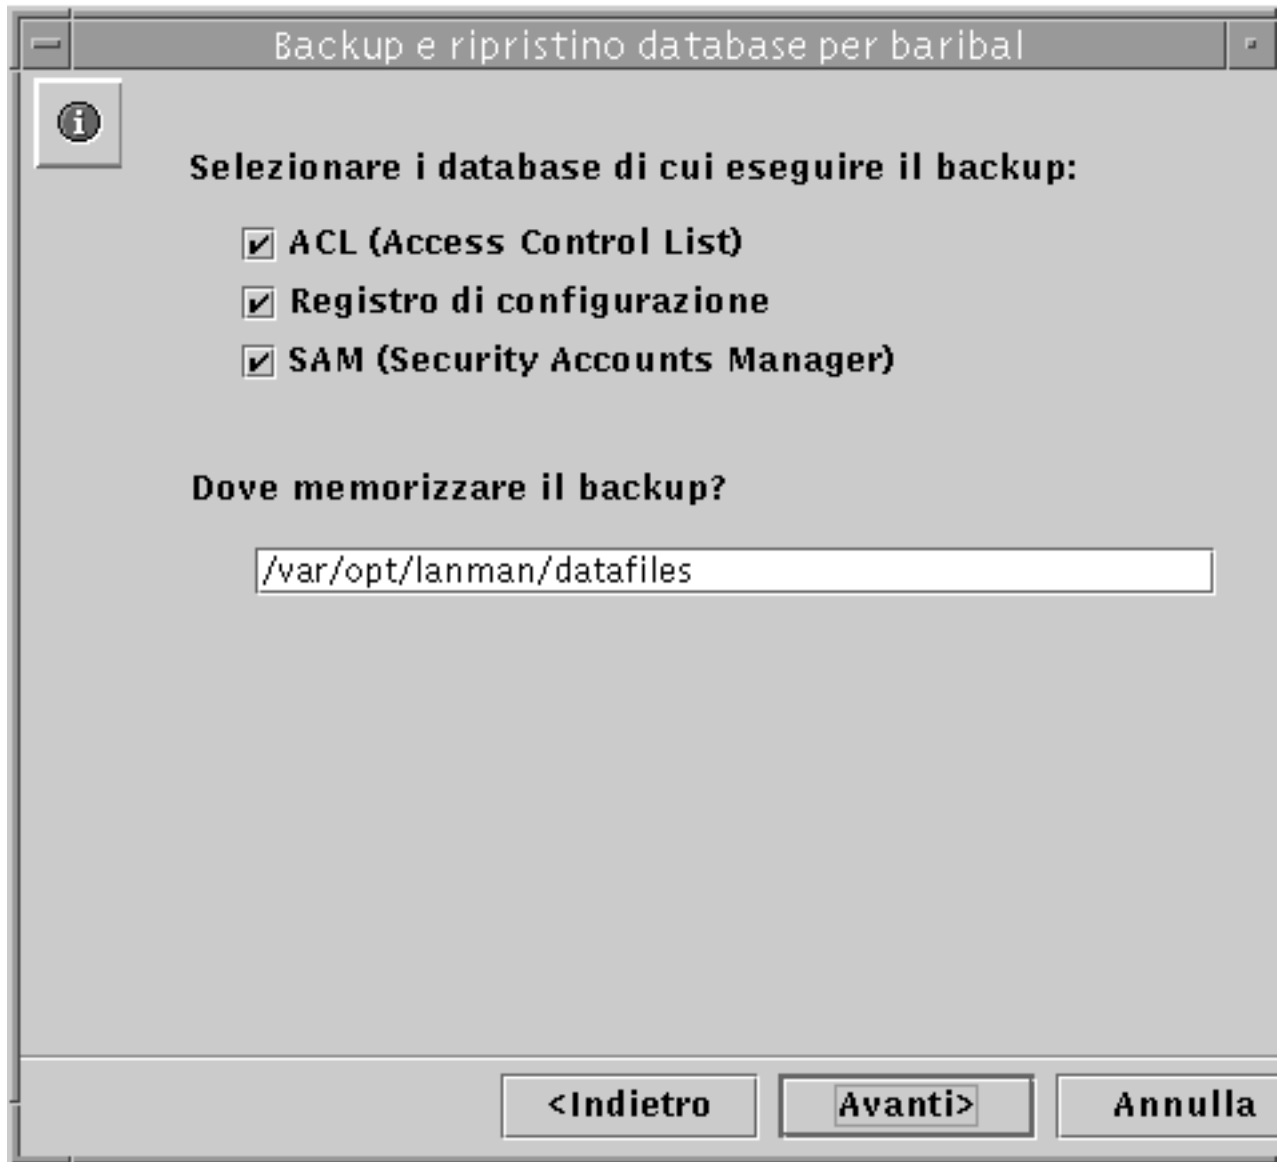 Backup e ripristino database per baribal
Selezionare i database di cui eseguire il backup:
ACL (Access Control List)
Registro di configurazione
SAM (Security Accounts Manager)
Dove memorizzare il backup?
/var/opt/lanman/datafiles
<Indietro
Avanti>
Annulla